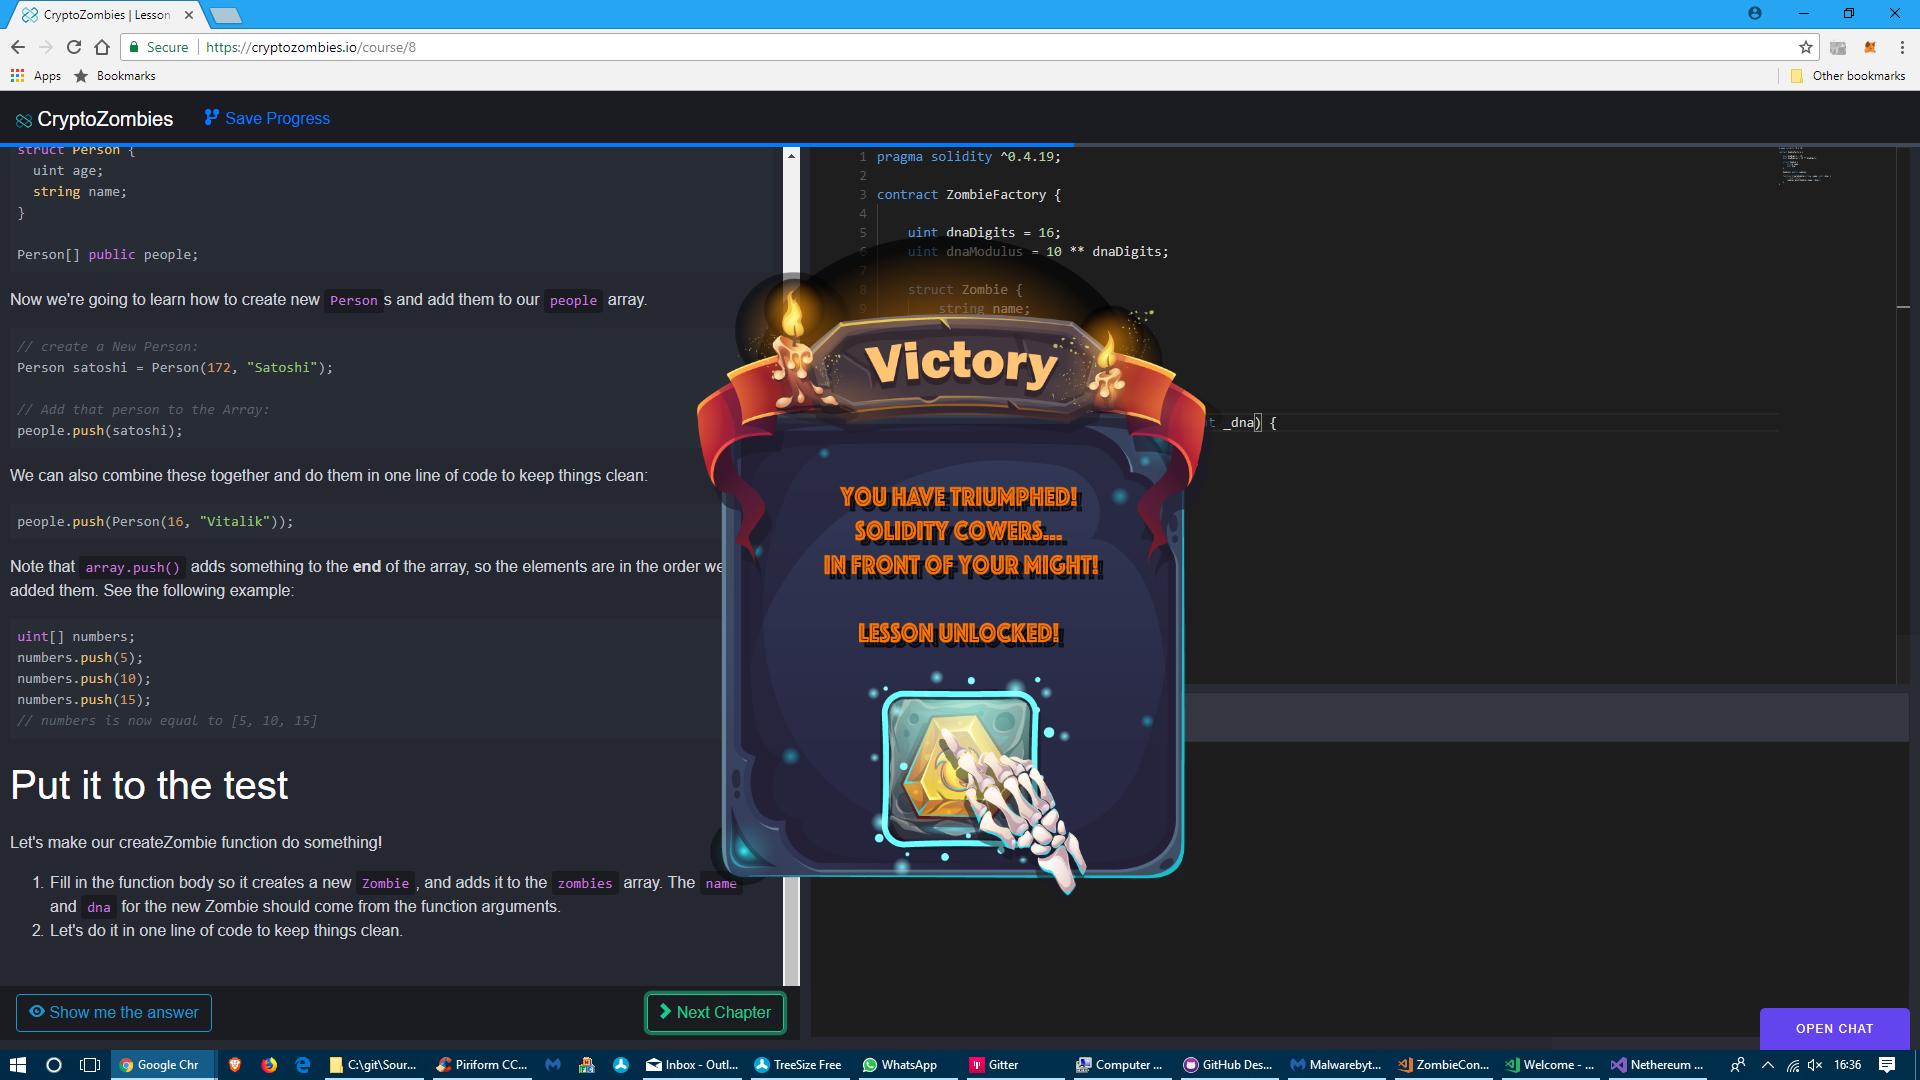 CryptoZombies | Lesson
Secure
https://cryptozombies.io/course/8
Apps
Bookmarks
Other bookmarks
CryptoZombies
Save Progress
struct Person {
uint age;
string name;
}
Person[] public people;
Now we're going to learn how to create new Person s and add them to our people array.
// create a New Person:
Person satoshi = Person(172, "Satoshi");
// Add that person to the Array:
people.push(satoshi);
We can also combine these together and do them in one line of code to keep things clean:
people.push(Person(16, "Vitalik"));
Note that array.push() adds something to the end of the array, so the elements are in the order we
added them. See the following example:
uint[] numbers;
numbers.push(5);
numbers.push(10);
numbers.push(15);
// numbers is now equal to [5, 10, 15]
Put it to the test
Let's make our createZombie function do something!
1. Fill in the function body so it creates a new Zombie , and adds it to the zombies array. The name
and dna for the new Zombie should come from the function arguments.
2. Let's do it in one line of code to keep things clean.
Show me the answer
Next Chapter
1 pragma solidity ^0.4.19;
2
3 contract ZombieFactory {
4
5 uint dnaDigits = 16;
6 uint dnaModulus = 10 ** dnaDigits;
7
8 struct Zombie {
9 string name;
t _dna) {
Victory
YOU HAVE TRIUMPHED!
SOLIDITY COWERS...
IN FRONT OF YOUR MIGHT!
LESSON UNLOCKED!
OPEN CHAT
Google Chr
C:\git\Sour...
Piriform CC...
Inbox - Outl...
TreeSize Free
WhatsApp
Gitter
Computer ...
GitHub Des...
Malwarebyt...
ZombieCon...
Welcome - ...
Nethereum ...
16:36